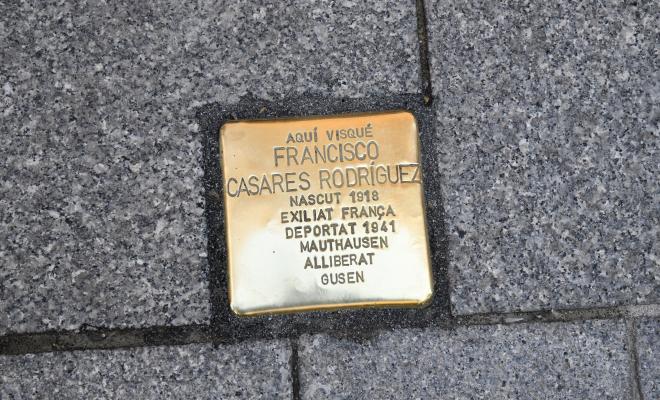 AQUÍ VISQUÉ
FRANCISCO
CASARES RODRÍGUEZ
NASCUT 1918
EXILIAT FRANÇA
DEPORTAT 1941
MAUTHAUSEN
ALLIBERAT
GUSEN